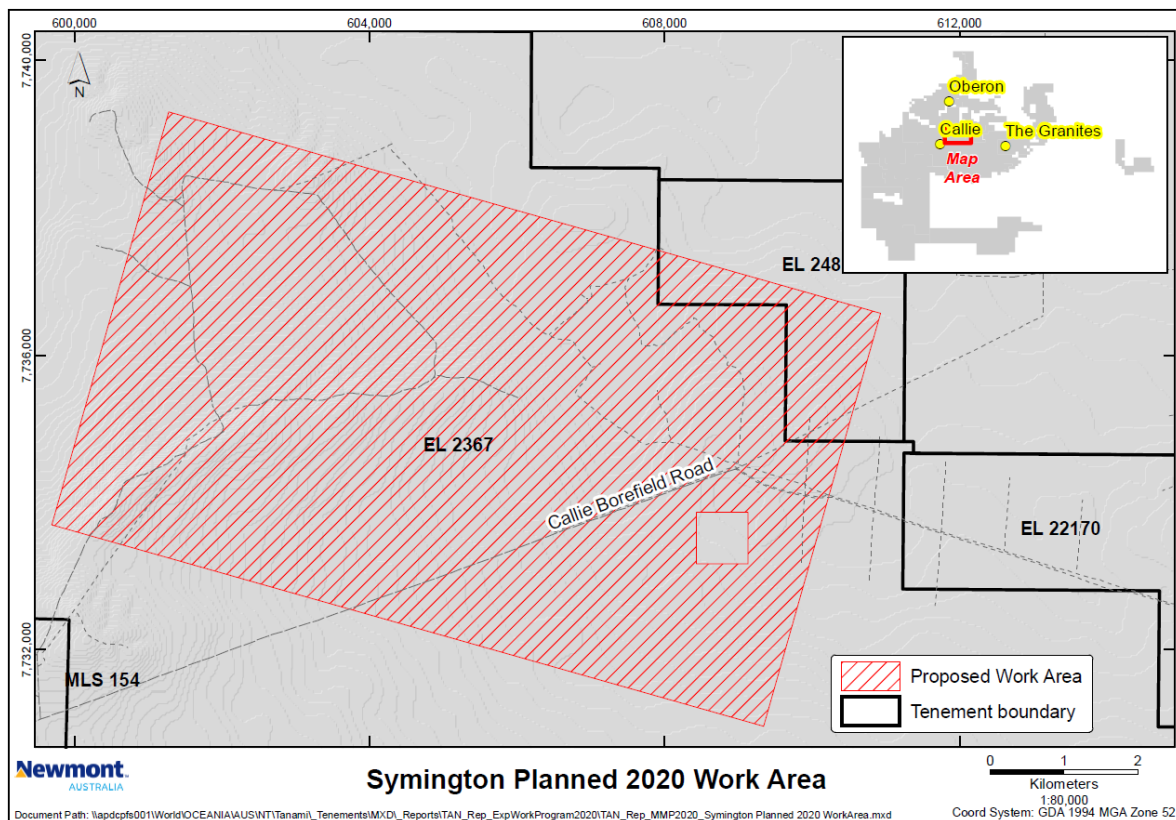 600,000
604,000
608,000
612,000
7,740,000
7,736,000
7,732,000
N
Oberon
Callie
The Granites
Map
Area
EL 248
EL 2367
Callie Borefield Road
EL 22170
MLS 154
Proposed Work Area
Tenement boundary
Newmont™
AUSTRALIA
Symington Planned 2020 Work Area
0 1 2
Kilometers
1:80,000
Document Path: \\apdcpfs001\World\OCEANIA\AUS\NT\Tanami\_Tenements\MXD\_Reports\TAN_Rep_ExpWorkProgram2020\TAN_Rep_MMP2020_Symington Planned 2020 WorkArea.mxd
Coord System: GDA 1994 MGA Zone 52